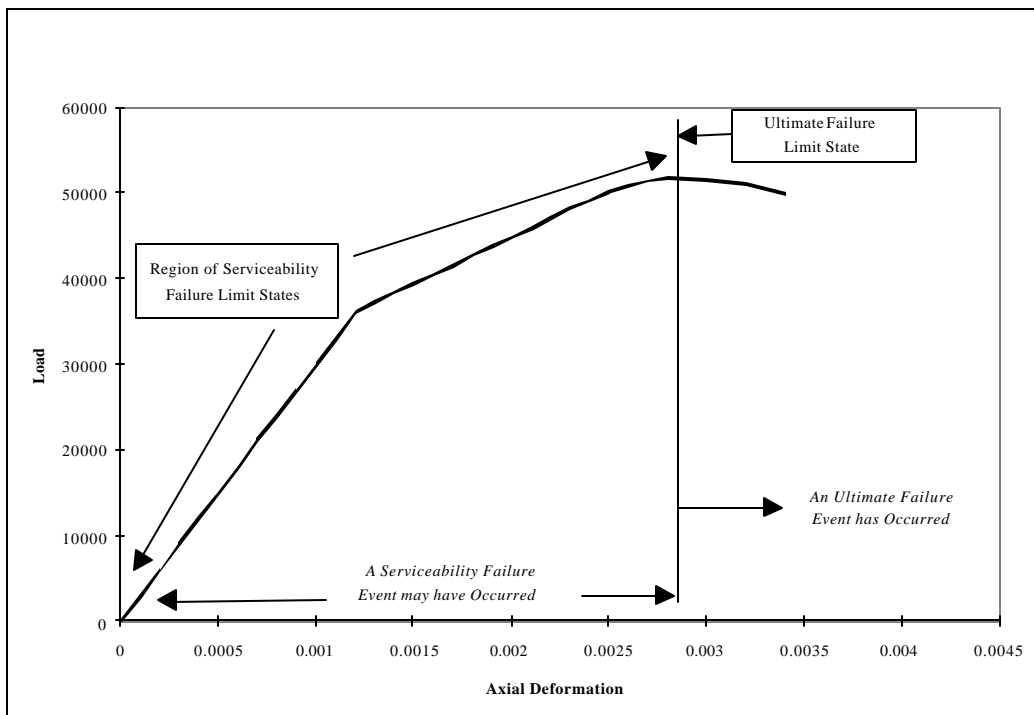 60000
50000
40000
30000
20000
10000
0
Load
Ultimate Failure
Limit State
Region of Serviceability
Failure Limit States
An Ultimate Failure
Event has Occurred
A Serviceability Failure
Event may have Occurred
0 0.0005 0.001 0.0015 0.002 0.0025 0.003 0.0035 0.004 0.0045
Axial Deformation